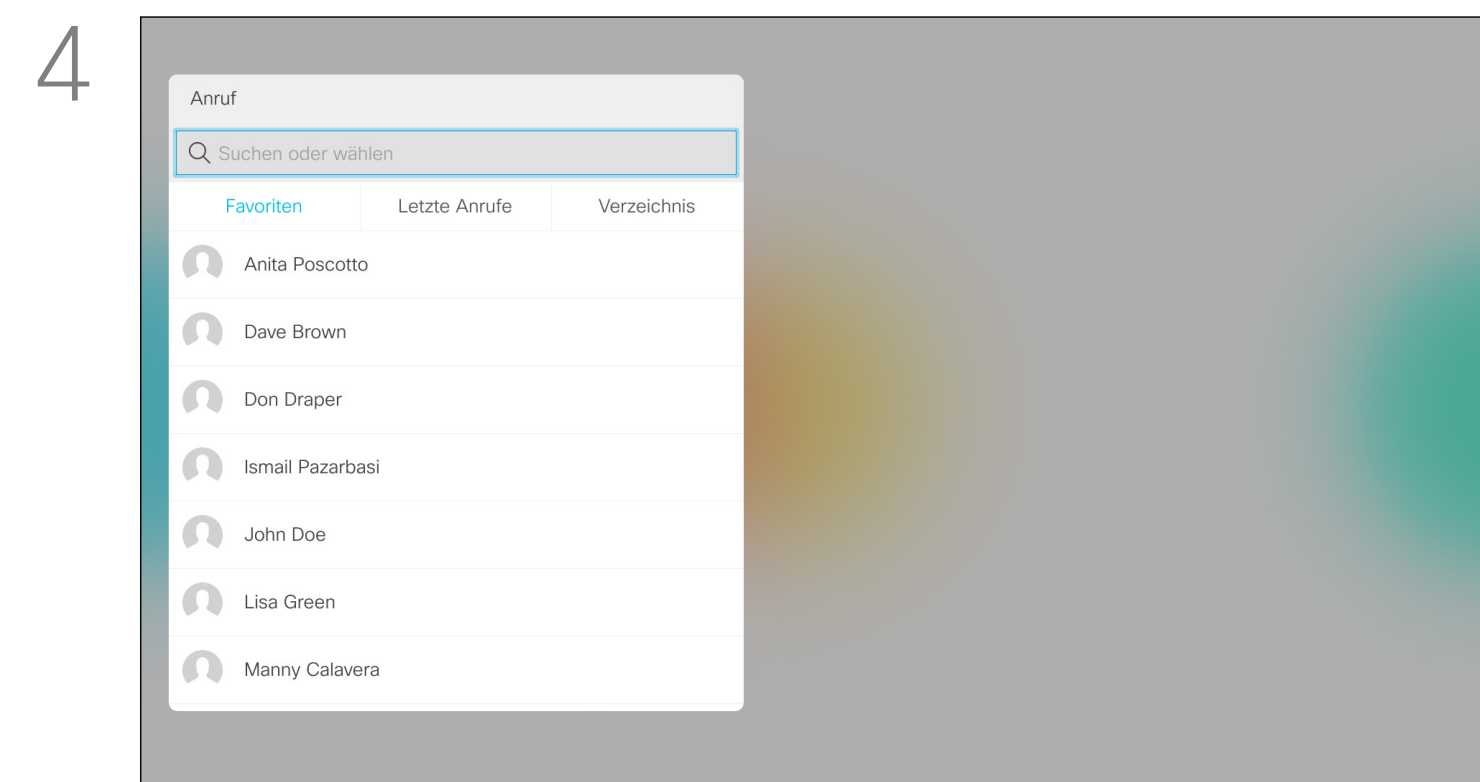 4
Anruf
Suchen oder wählen
Favoriten Letzte Anrufe Verzeichnis
Anita Poscotto
Dave Brown
Don Draper
Ismail Pazarbasi
John Doe
Lisa Green
Manny Calavera